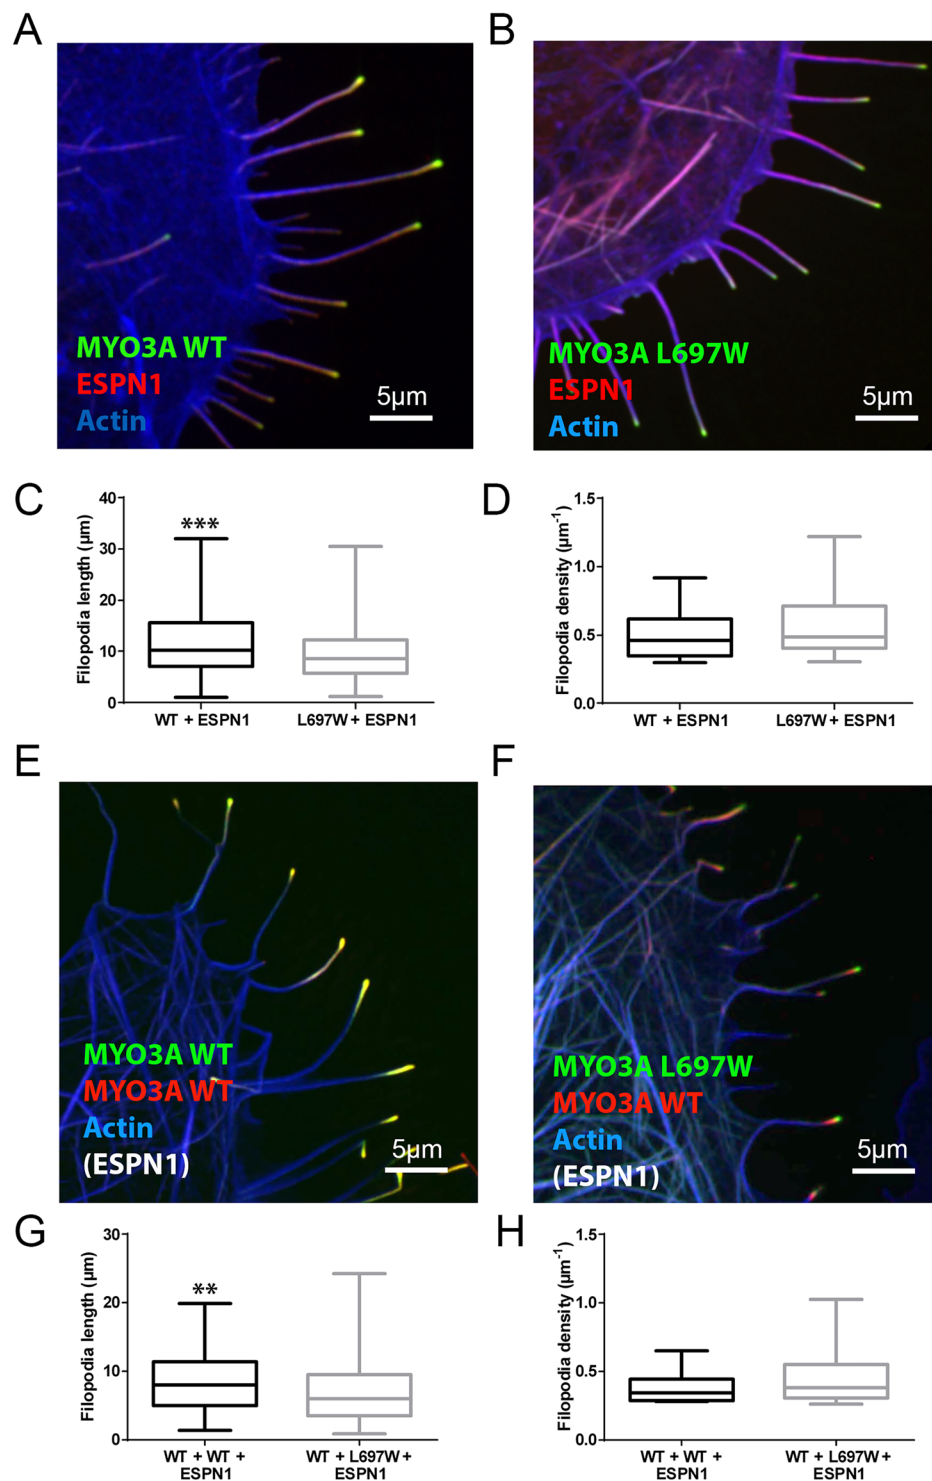 A
MYO3A WT
ESPN1
Actin
5µm
B
MYO3A L697W
ESPN1
Actin
5µm
C
Filopodia length (µm)
40
30
20
10
0
***
WT + ESPN1
L697W + ESPN1
D
Filopodia density (µm-1)
1.5
1.0
0.5
0.0
WT + ESPN1
L697W + ESPN1
E
MYO3A WT
MYO3A WT
Actin
(ESPN1)
5µm
F
MYO3A L697W
MYO3A WT
Actin
(ESPN1)
5µm
G
Filopodia length (µm)
30
20
10
0
**
WT + WT +
ESPN1
WT + L697W +
ESPN1
H
Filopodia density (µm-1)
1.5
1.0
0.5
0.0
WT + WT +
ESPN1
WT + L697W +
ESPN1